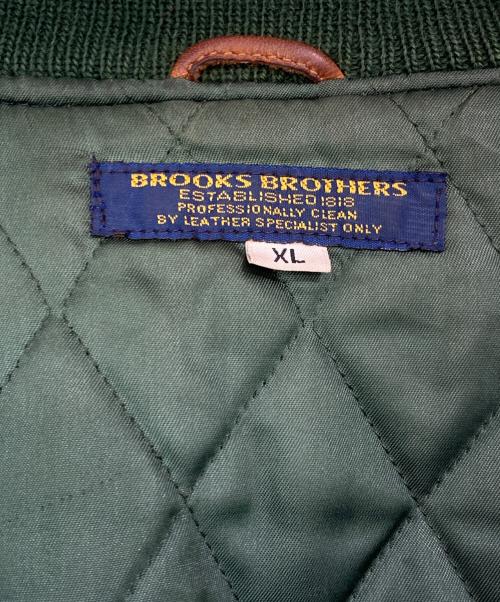 BROOKS BROTHERS
ESTABLISHED 1818
PROFESSIONALLY CLEAN
BY LEATHER SPECIALIST ONLY
XL